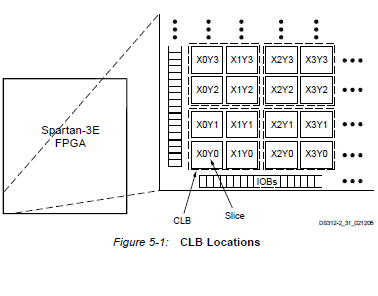 X0Y3 X1Y3 X2Y3 X3Y3
X0Y2 X1Y2 X2Y2 X3Y2
Spartan-3E
FPGA
X0Y1 X1Y1 X2Y1 X3Y1
X0Y0 X1Y0 X2Y0 X3Y0
IOBs
CLB
Slice
DS312-2_31_021205
Figure 5-1: CLB Locations